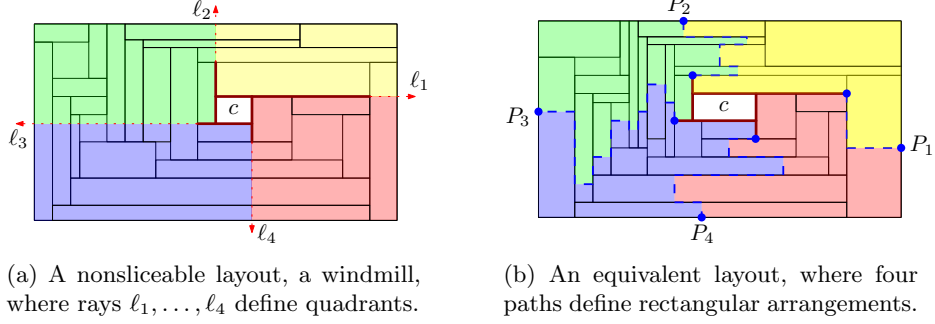 ℓ₂ P₂
ℓ₁
c c
ℓ₃ P₃
P₁
ℓ₄ P₄
(a) A nonsliceable layout, a windmill,
where rays ℓ₁, . . . , ℓ₄ define quadrants.
(b) An equivalent layout, where four
paths define rectangular arrangements.